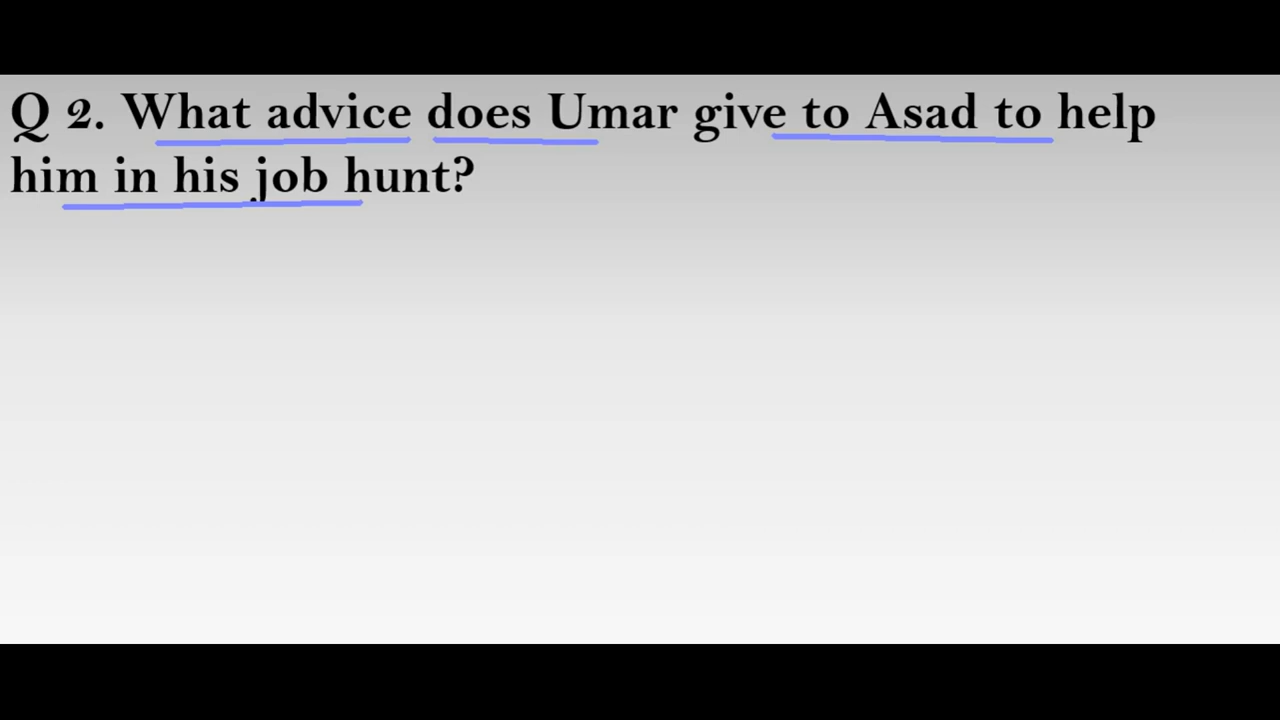 Q 2. What advice does Umar give to Asad to help
him in his job hunt?